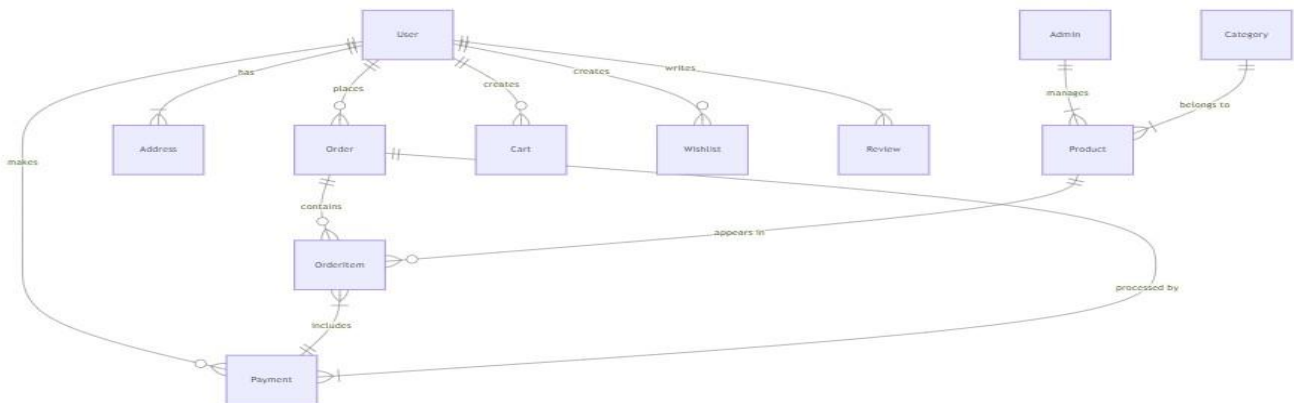 User
Admin
Category
has
places
creates
creates
writes
manages
belongs to
Address
Order
Cart
Wishlist
Review
Product
makes
contains
appears in
OrderItem
processed by
includes
Payment